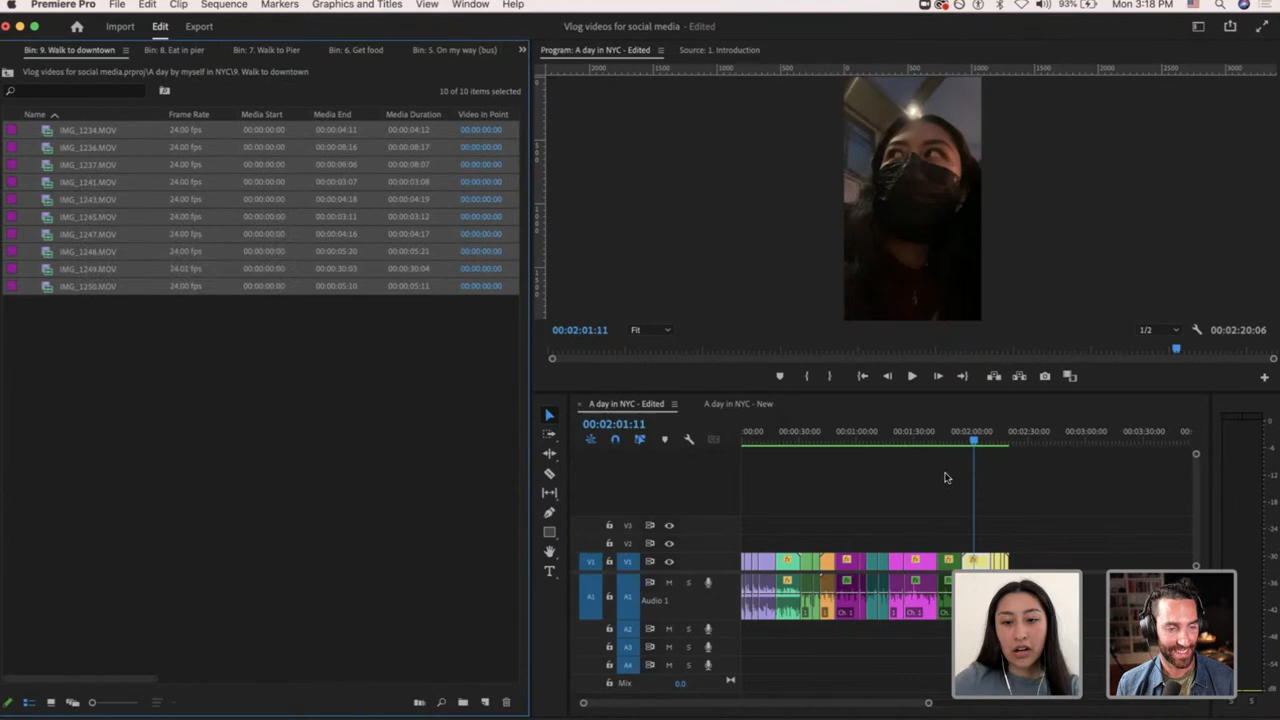 Premiere Pro File Edit Clip Sequence Markers Graphics and Titles View Window Help 93% Mon 3:18 PM
Import Edit Export Vlog videos for social media - Edited
Bin: 9. Walk to downtown Bin: 8. Eat in pier Bin: 7. Walk to Pier Bin: 6. Get food Bin: 5. On my way (bus)
Program: A day in NYC - Edited Source: 1. Introduction
Vlog videos for social media.prproj\A day by myself in NYC\9. Walk to downtown
10 of 10 items selected
Name Frame Rate Media Start Media End Media Duration Video In Point
IMG_1234.MOV 24.00 fps 00:00:00:00 00:00:04:11 00:00:04:12 00:00:00:00
IMG_1236.MOV 24.00 fps 00:00:00:00 00:00:08:16 00:00:08:17 00:00:00:00
IMG_1237.MOV 24.00 fps 00:00:00:00 00:00:08:06 00:00:08:07 00:00:00:00
IMG_1241.MOV 24.00 fps 00:00:00:00 00:00:03:07 00:00:03:08 00:00:00:00
IMG_1243.MOV 24.00 fps 00:00:00:00 00:00:04:18 00:00:04:19 00:00:00:00
IMG_1245.MOV 24.00 fps 00:00:00:00 00:00:03:11 00:00:03:12 00:00:00:00
IMG_1247.MOV 24.00 fps 00:00:00:00 00:00:04:16 00:00:04:17 00:00:00:00
IMG_1248.MOV 24.00 fps 00:00:00:00 00:00:05:20 00:00:05:21 00:00:00:00
IMG_1249.MOV 24.01 fps 00:00:00:00 00:00:30:03 00:00:30:04 00:00:00:00
IMG_1250.MOV 24.00 fps 00:00:00:00 00:00:05:10 00:00:05:11 00:00:00:00
2000 1500 1000 500 0 500 1000 1500 2000 2500 3000
00:02:01:11 Fit 1/2 00:02:20:06
A day in NYC - Edited A day in NYC - New
00:02:01:11
:00:00 00:00:30:00 00:01:00:00 00:01:30:00 00:02:00:00 00:02:30:00 00:03:00:00 00:03:30:00 00:
V3
V2
V1 V1
A1 A1 M S
Audio 1
A2 M S
A3 M S
A4 M S
Mix 0.0